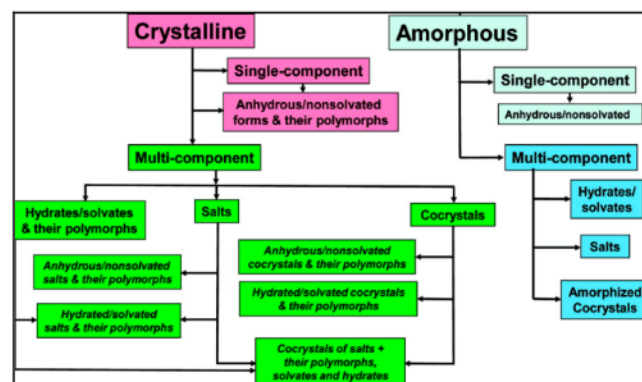 Crystalline
Amorphous
Single-component
Anhydrous/nonsolvated
forms & their polymorphs
Single-component
Anhydrous/nonsolvated
Multi-component
Multi-component
Hydrates/solvates
& their polymorphs
Salts
Cocrystals
Hydrates/
solvates
Anhydrous/nonsolvated
salts & their polymorphs
Anhydrous/nonsolvated
cocrystals & their polymorphs
Salts
Hydrated/solvated
salts & their polymorphs
Hydrated/solvated cocrystals
& their polymorphs
Amorphized
Cocrystals
Cocrystals of salts +
their polymorphs,
solvates and hydrates